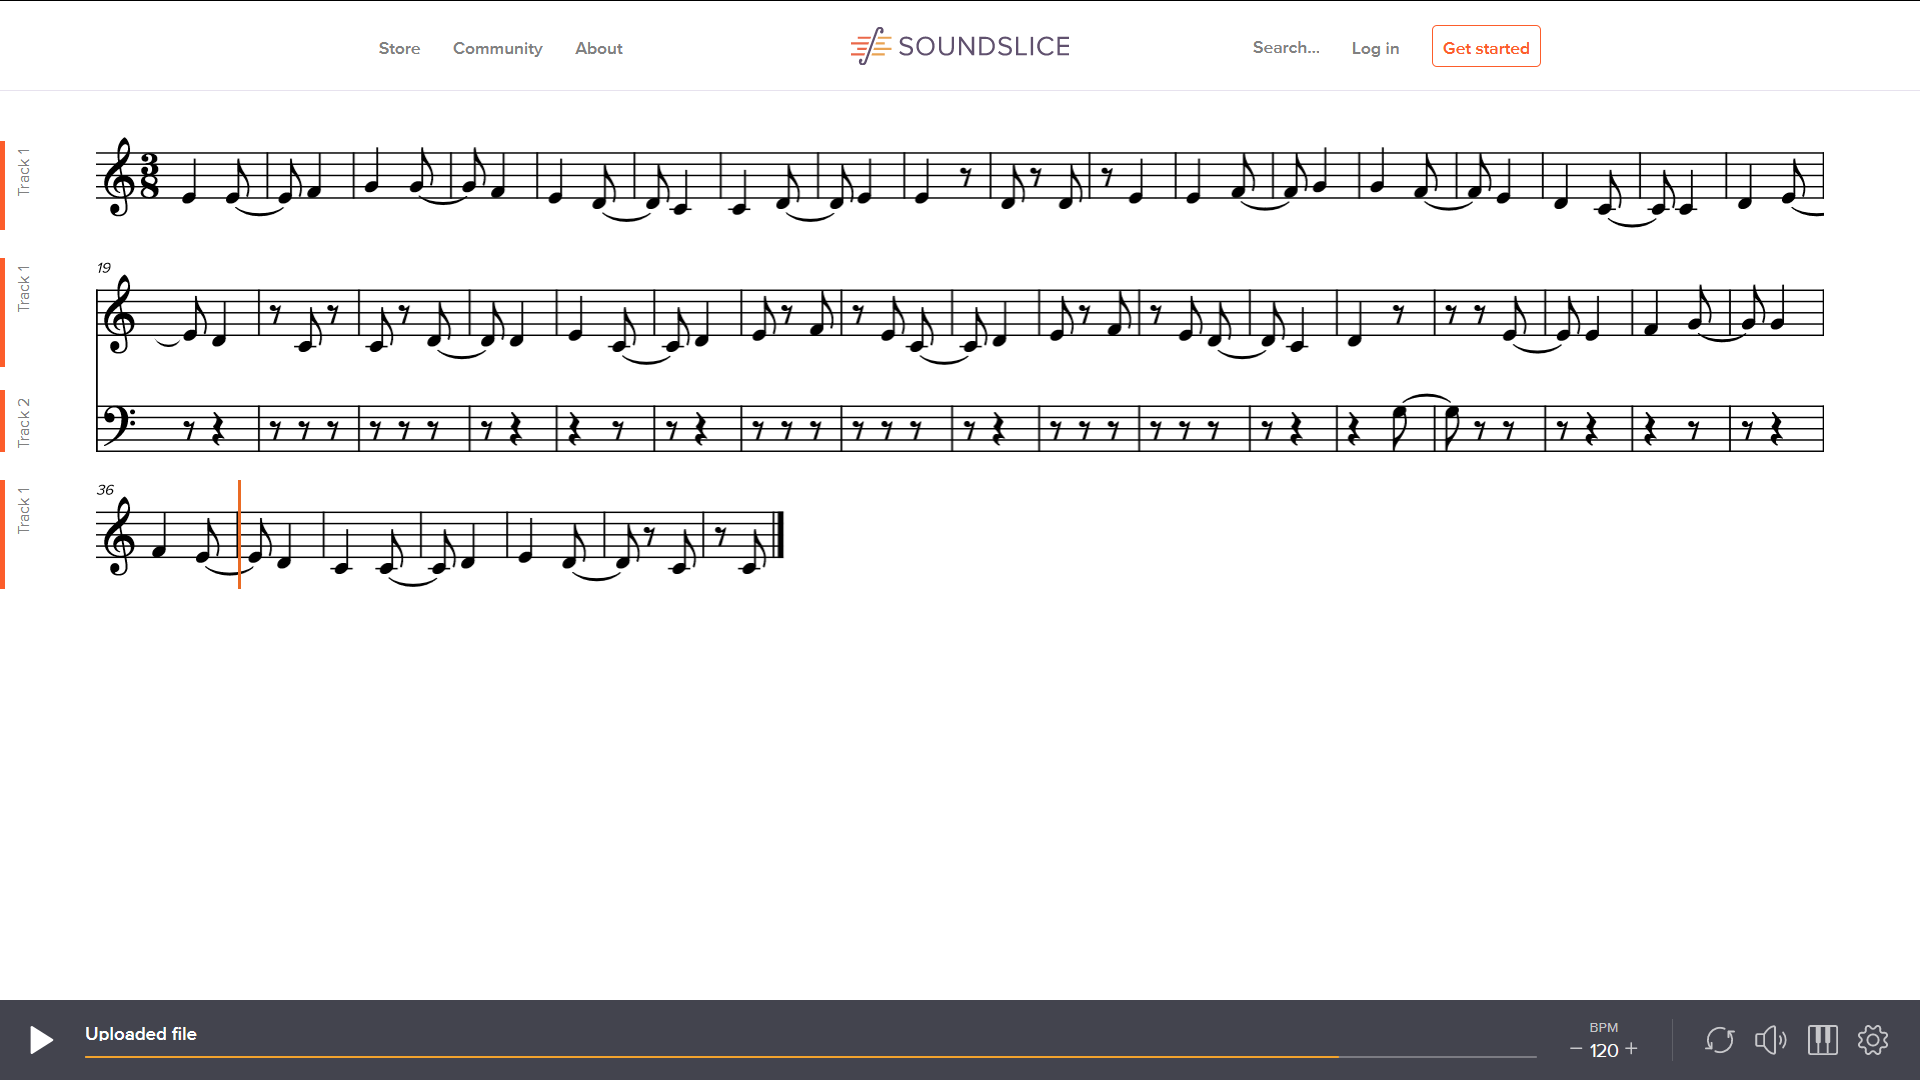 Store Community About SOUNDSLICE Search... Log in Get started
Track 1
3
8
19
Track 1
Track 2
36
Track 1
Uploaded file
BPM
− 120 +